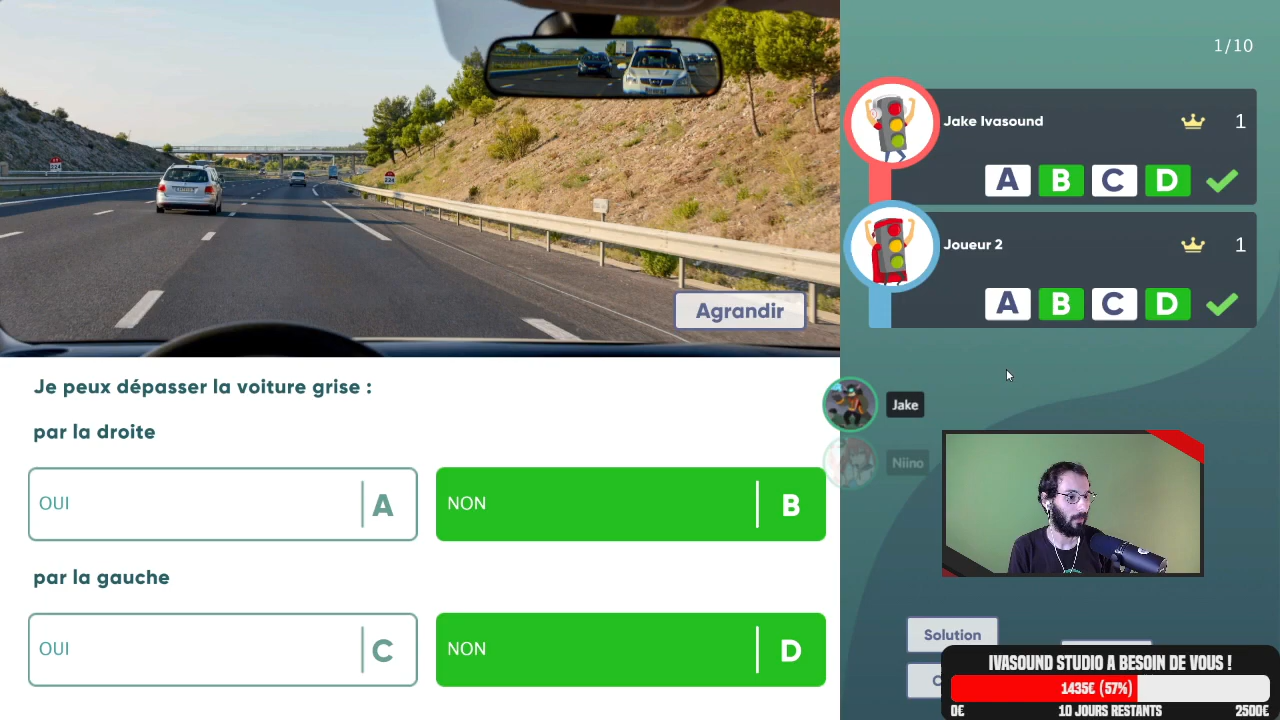 1/10
Jake Ivasound
1
A B C D
Joueur 2
1
A B C D
Agrandir
Je peux dépasser la voiture grise :
par la droite
OUI
A
NON
B
par la gauche
OUI
C
NON
D
Jake
Niino
Solution
C
IVASOUND STUDIO A BESOIN DE VOUS !
1435€ (57%)
0€
10 JOURS RESTANTS
2500€